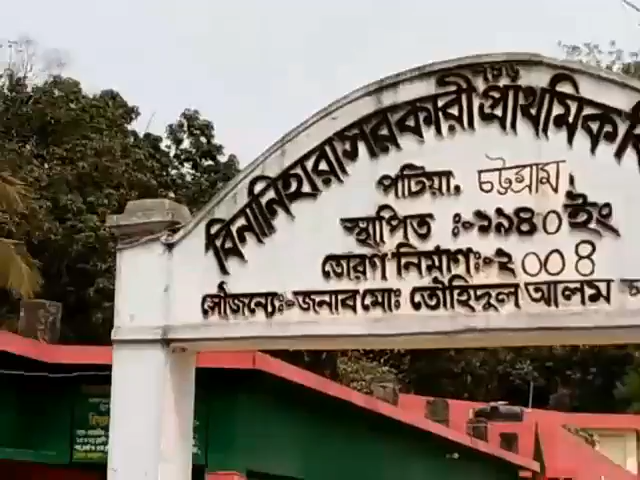 বিনানিহারা সরকারী প্রাথমিক
পটিয়া, চট্টগ্রাম,
স্থাপিত :-১৯৪০ ইং
তোরণ নির্মাণ:-২০০৪
সৌজন্যে:-জনাব মো: তৌহিদুল আলম